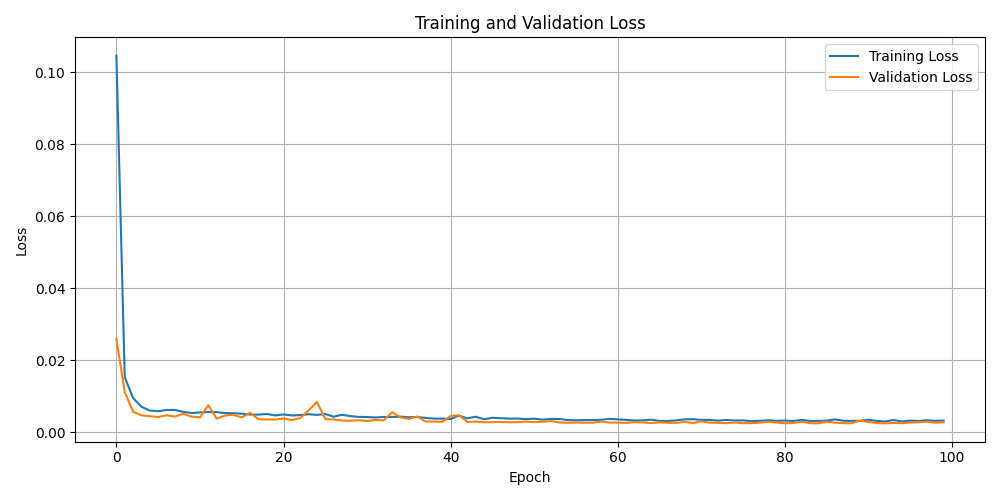 Training and Validation Loss
Training Loss
Validation Loss
0.10
0.08
0.06
0.04
0.02
0.00
Loss
0 20 40 60 80 100
Epoch